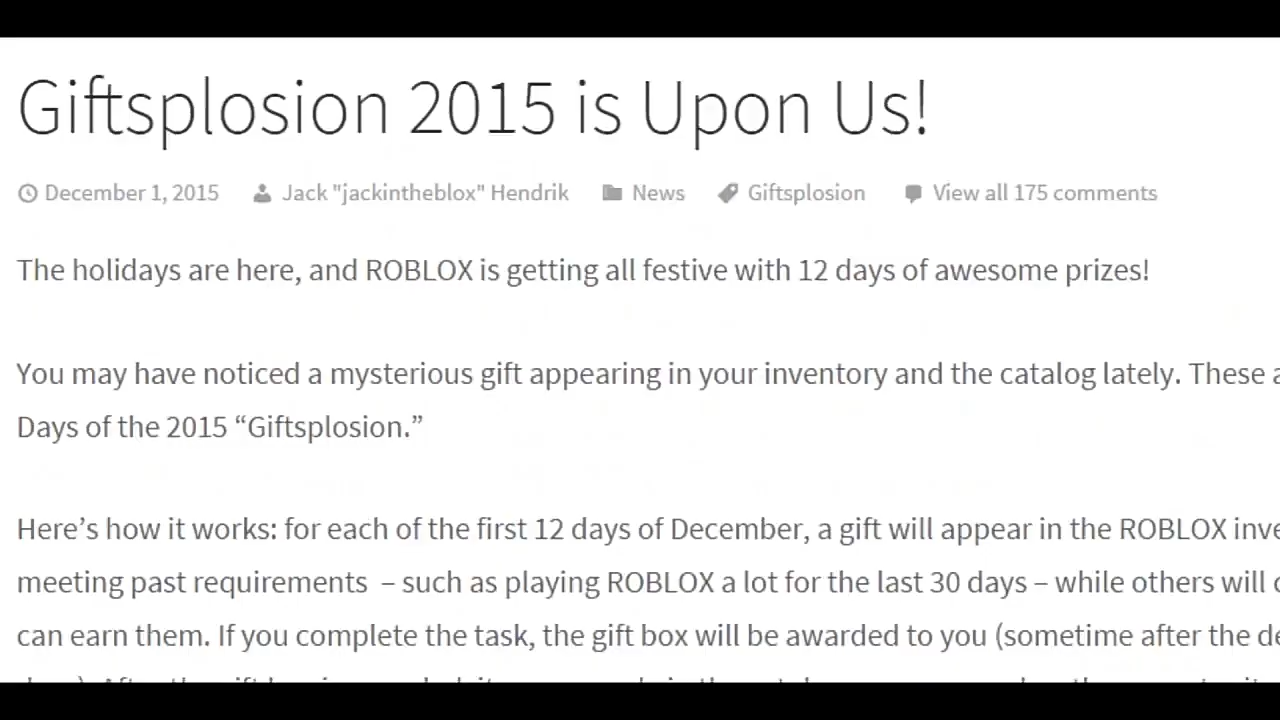 Giftsplosion 2015 is Upon Us!
December 1, 2015 Jack "jackintheblox" Hendrik News Giftsplosion View all 175 comments
The holidays are here, and ROBLOX is getting all festive with 12 days of awesome prizes!
You may have noticed a mysterious gift appearing in your inventory and the catalog lately. These
Days of the 2015 “Giftsplosion.”
Here’s how it works: for each of the first 12 days of December, a gift will appear in the ROBLOX
meeting past requirements – such as playing ROBLOX a lot for the last 30 days – while others will
can earn them. If you complete the task, the gift box will be awarded to you (sometime after the